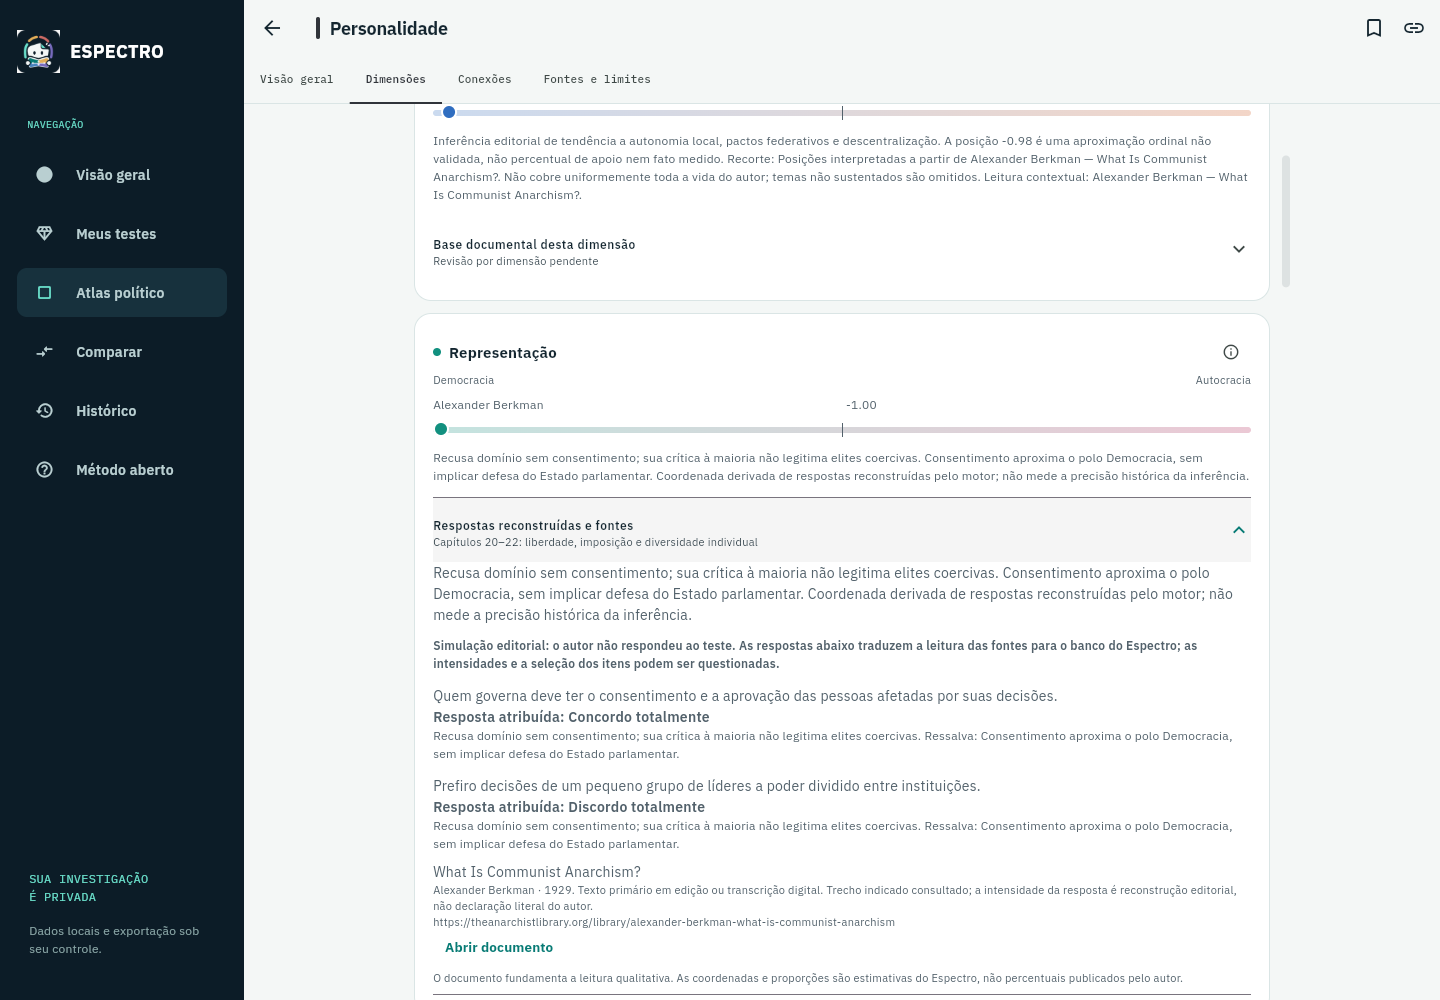 ESPECTRO
NAVEGAÇÃO
Visão geral
Meus testes
Atlas político
Comparar
Histórico
Método aberto
SUA INVESTIGAÇÃO
É PRIVADA
Dados locais e exportação sob
seu controle.
Personalidade
Visão geral
Dimensões
Conexões
Fontes e limites
Inferência editorial de tendência a autonomia local, pactos federativos e descentralização. A posição -0.98 é uma aproximação ordinal não
validada, não percentual de apoio nem fato medido. Recorte: Posições interpretadas a partir de Alexander Berkman — What Is Communist
Anarchism?. Não cobre uniformemente toda a vida do autor; temas não sustentados são omitidos. Leitura contextual: Alexander Berkman — What
Is Communist Anarchism?.
Base documental desta dimensão
Revisão por dimensão pendente
Representação
Democracia
Autocracia
Alexander Berkman
-1.00
Recusa domínio sem consentimento; sua crítica à maioria não legitima elites coercivas. Consentimento aproxima o polo Democracia, sem
implicar defesa do Estado parlamentar. Coordenada derivada de respostas reconstruídas pelo motor; não mede a precisão histórica da inferência.
Respostas reconstruídas e fontes
Capítulos 20–22: liberdade, imposição e diversidade individual
Recusa domínio sem consentimento; sua crítica à maioria não legitima elites coercivas. Consentimento aproxima o polo
Democracia, sem implicar defesa do Estado parlamentar. Coordenada derivada de respostas reconstruídas pelo motor; não
mede a precisão histórica da inferência.
Simulação editorial: o autor não respondeu ao teste. As respostas abaixo traduzem a leitura das fontes para o banco do Espectro; as
intensidades e a seleção dos itens podem ser questionadas.
Quem governa deve ter o consentimento e a aprovação das pessoas afetadas por suas decisões.
Resposta atribuída: Concordo totalmente
Recusa domínio sem consentimento; sua crítica à maioria não legitima elites coercivas. Ressalva: Consentimento aproxima o polo Democracia,
sem implicar defesa do Estado parlamentar.
Prefiro decisões de um pequeno grupo de líderes a poder dividido entre instituições.
Resposta atribuída: Discordo totalmente
Recusa domínio sem consentimento; sua crítica à maioria não legitima elites coercivas. Ressalva: Consentimento aproxima o polo Democracia,
sem implicar defesa do Estado parlamentar.
What Is Communist Anarchism?
Alexander Berkman · 1929. Texto primário em edição ou transcrição digital. Trecho indicado consultado; a intensidade da resposta é reconstrução editorial,
não declaração literal do autor.
https://theanarchistlibrary.org/library/alexander-berkman-what-is-communist-anarchism
Abrir documento
O documento fundamenta a leitura qualitativa. As coordenadas e proporções são estimativas do Espectro, não percentuais publicados pelo autor.